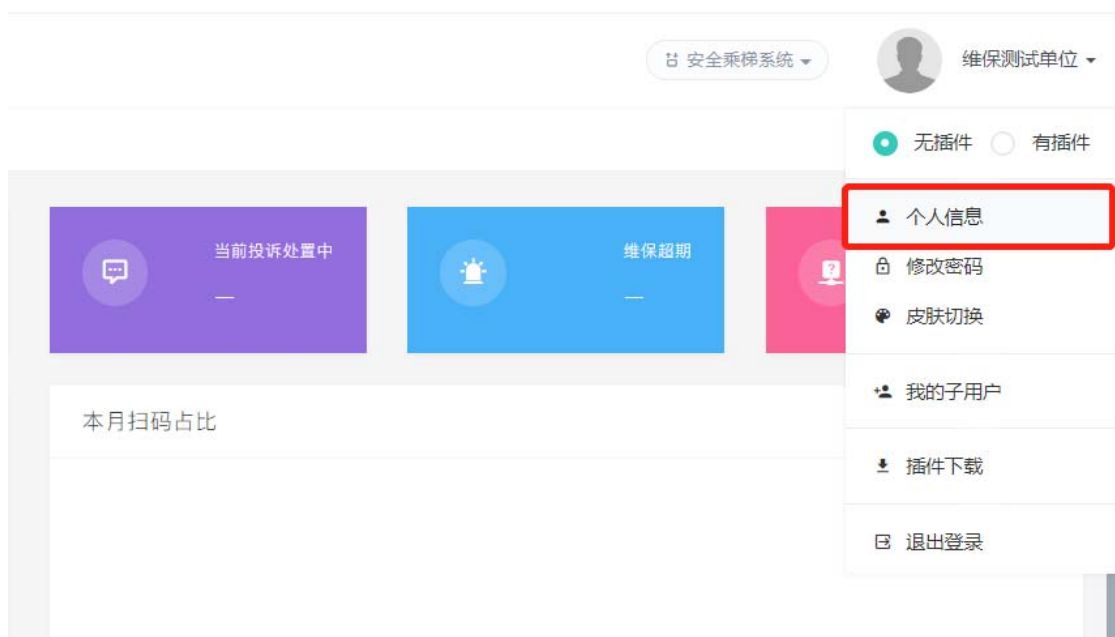 安全乘梯系统
维保测试单位
无插件 有插件
个人信息
修改密码
皮肤切换
我的子用户
插件下载
退出登录
当前投诉处置中
—
维保超期
—
本月扫码占比